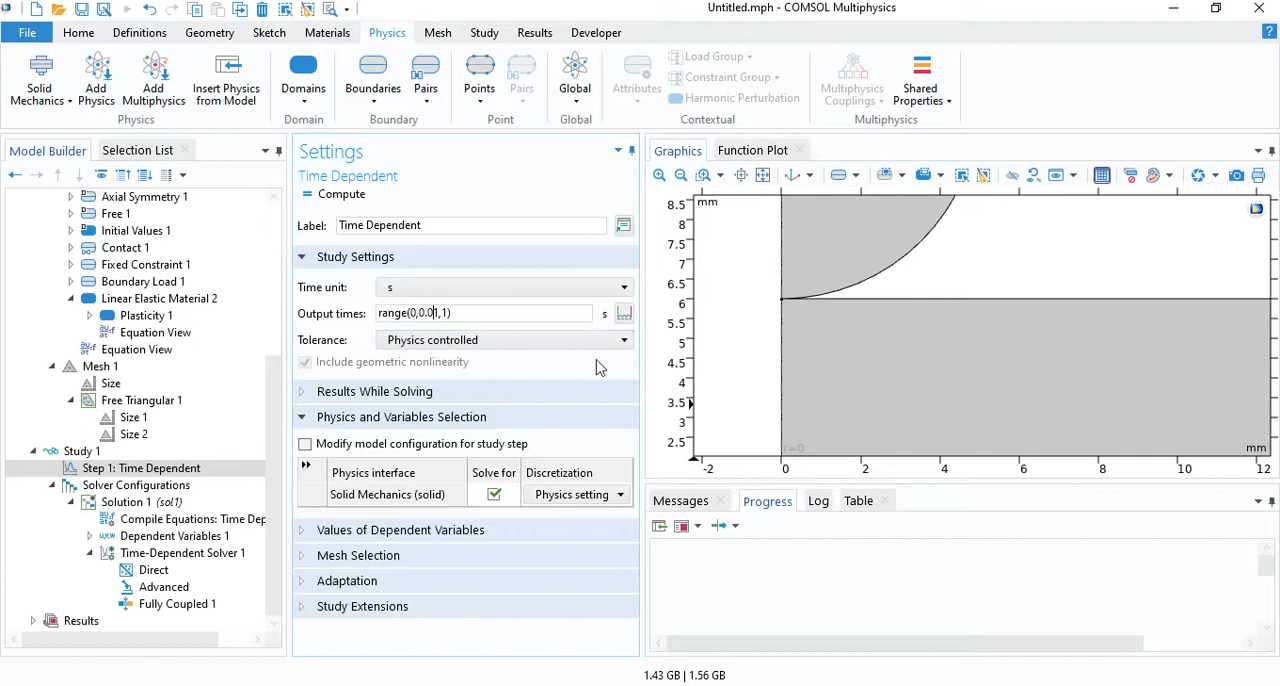 Untitled.mph - COMSOL Multiphysics
File Home Definitions Geometry Sketch Materials Physics Mesh Study Results Developer
Solid Mechanics
Add Physics
Add Multiphysics
Insert Physics from Model
Physics
Domains
Domain
Boundaries
Pairs
Boundary
Points
Pairs
Point
Global
Global
Attributes
Load Group
Constraint Group
Harmonic Perturbation
Contextual
Multiphysics Couplings
Shared Properties
Multiphysics
Model Builder
Selection List
Axial Symmetry 1
Free 1
Initial Values 1
Contact 1
Fixed Constraint 1
Boundary Load 1
Linear Elastic Material 2
Plasticity 1
Equation View
Equation View
Mesh 1
Size
Free Triangular 1
Size 1
Size 2
Study 1
Step 1: Time Dependent
Solver Configurations
Solution 1 (sol1)
Compile Equations: Time Dep
Dependent Variables 1
Time-Dependent Solver 1
Direct
Advanced
Fully Coupled 1
Results
Settings
Time Dependent
= Compute
Label: Time Dependent
Study Settings
Time unit: s
Output times: range(0,0.01,1) s
Tolerance: Physics controlled
Include geometric nonlinearity
Results While Solving
Physics and Variables Selection
Modify model configuration for study step
Physics interface Solve for Discretization
Solid Mechanics (solid) Physics setting
Values of Dependent Variables
Mesh Selection
Adaptation
Study Extensions
Graphics
Function Plot
mm
8.5
8
7.5
7
6.5
6
5.5
5
4.5
4
3.5
3
2.5
r=0
mm
-2 0 2 4 6 8 10 12
Messages Progress Log Table
1.43 GB | 1.56 GB